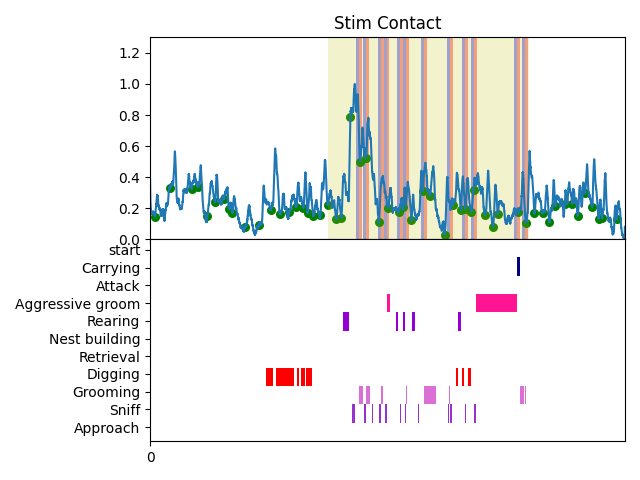 Stim Contact
1.2
1.0
0.8
0.6
0.4
0.2
0.0
start
Carrying
Attack
Aggressive groom
Rearing
Nest building
Retrieval
Digging
Grooming
Sniff
Approach
0